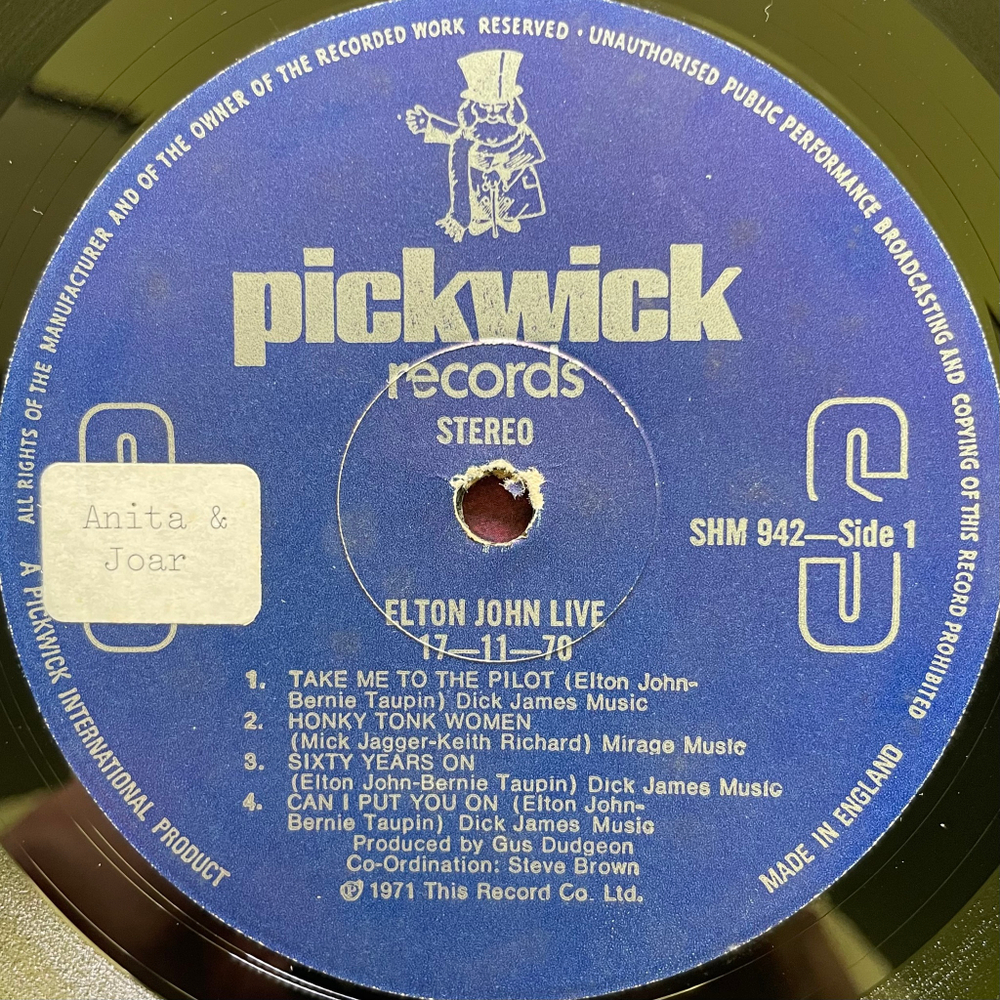 ALL RIGHTS OF THE MANUFACTURER AND OF THE OWNER OF THE RECORDED WORK RESERVED · UNAUTHORISED PUBLIC PERFORMANCE BROADCASTING AND COPYING OF THIS RECORD PROHIBITED
pickwick
records
STEREO
S
Anita &
Joar
SHM 942—Side 1
ELTON JOHN LIVE
17—11—70
1. TAKE ME TO THE PILOT (Elton John-
Bernie Taupin) Dick James Music
2. HONKY TONK WOMEN
(Mick Jagger-Keith Richard) Mirage Music
3. SIXTY YEARS ON
(Elton John-Bernie Taupin) Dick James Music
4. CAN I PUT YOU ON (Elton John-
Bernie Taupin) Dick James Music
Produced by Gus Dudgeon
Co-Ordination: Steve Brown
℗ 1971 This Record Co. Ltd.
A PICKWICK INTERNATIONAL PRODUCT
MADE IN ENGLAND